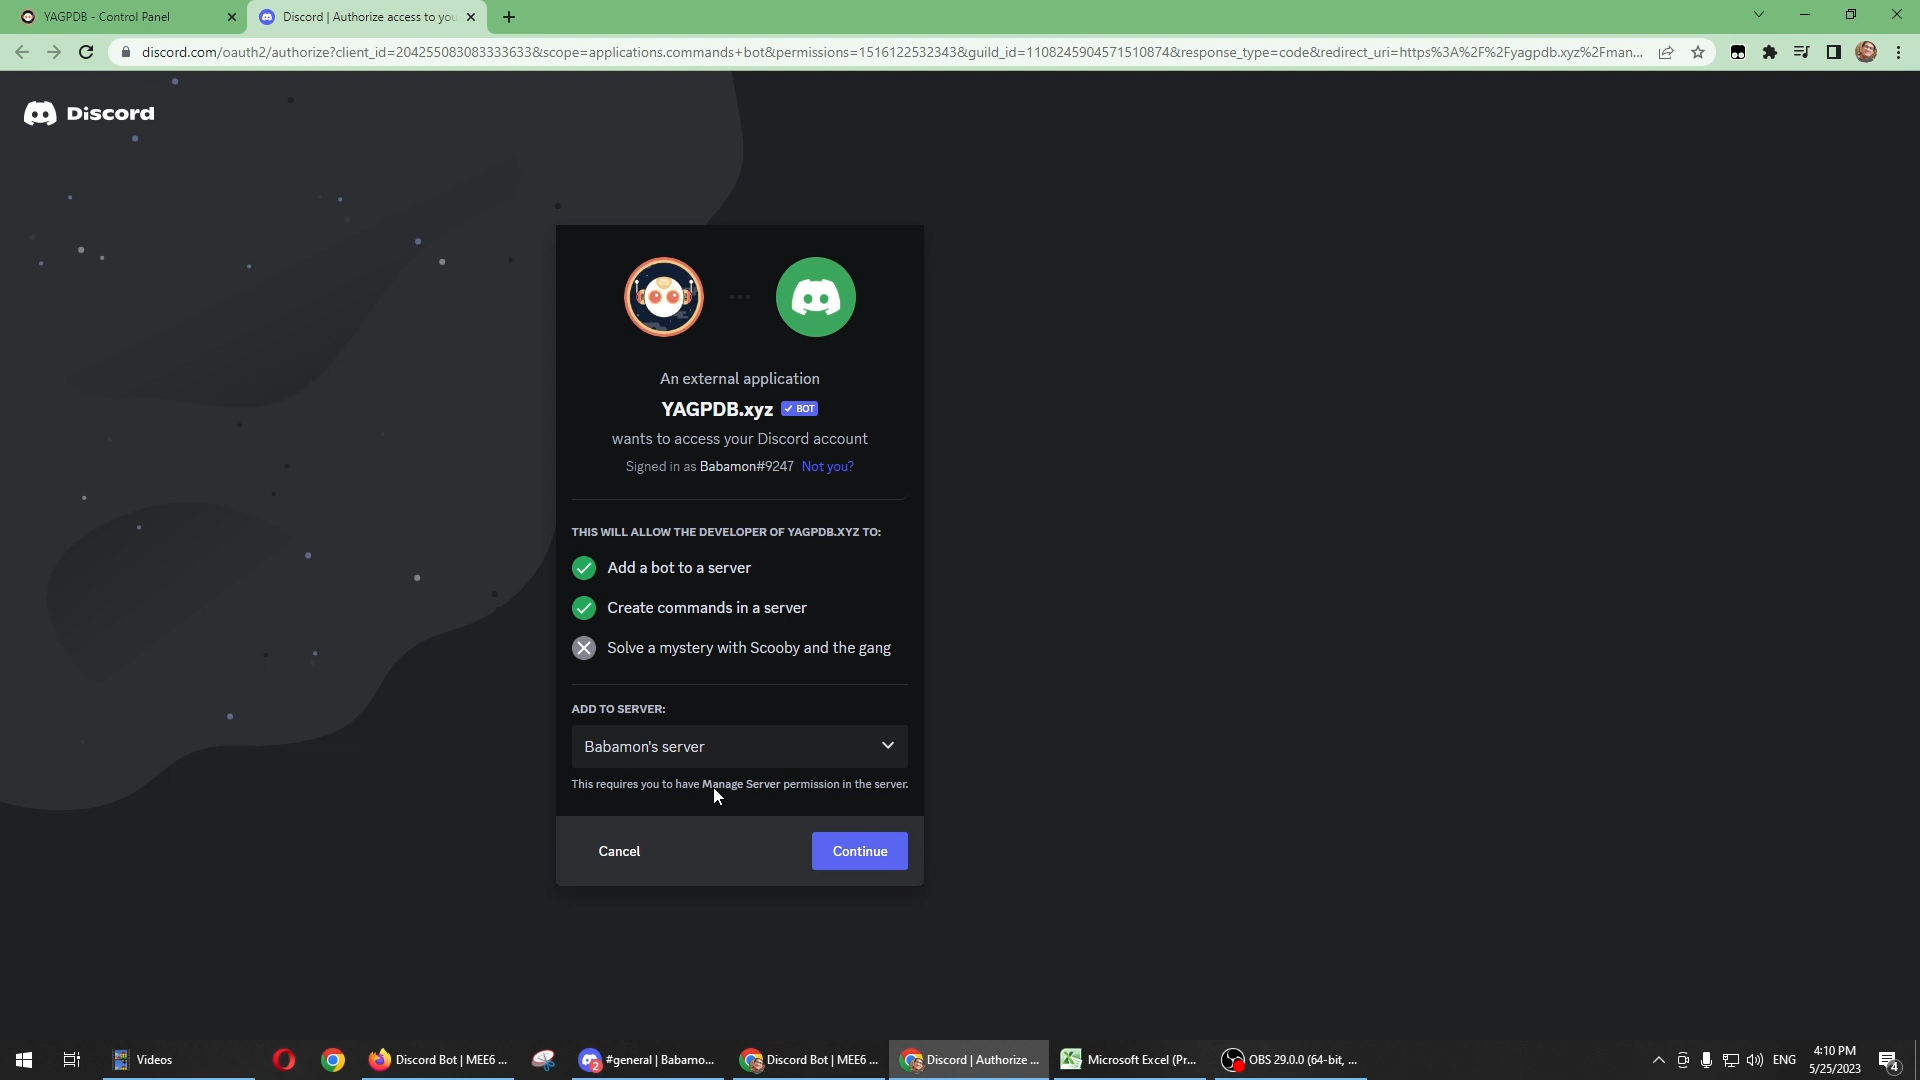 YAGPDB - Control Panel
Discord | Authorize access to you
discord.com/oauth2/authorize?client_id=204255083083333633&scope=applications.commands+bot&permissions=1516122532343&guild_id=1108245904571510874&response_type=code&redirect_uri=https%3A%2F%2Fyagpdb.xyz%2Fman...
Discord
An external application
YAGPDB.xyz ✓ BOT
wants to access your Discord account
Signed in as Babamon#9247 Not you?
THIS WILL ALLOW THE DEVELOPER OF YAGPDB.XYZ TO:
Add a bot to a server
Create commands in a server
Solve a mystery with Scooby and the gang
ADD TO SERVER:
Babamon's server
This requires you to have Manage Server permission in the server.
Cancel
Continue
Videos
Discord Bot | MEE6 ...
2
#general | Babamo...
Discord Bot | MEE6 ...
Discord | Authorize ...
Microsoft Excel (Pr...
OBS 29.0.0 (64-bit, ...
ENG
4:10 PM
5/25/2023
4